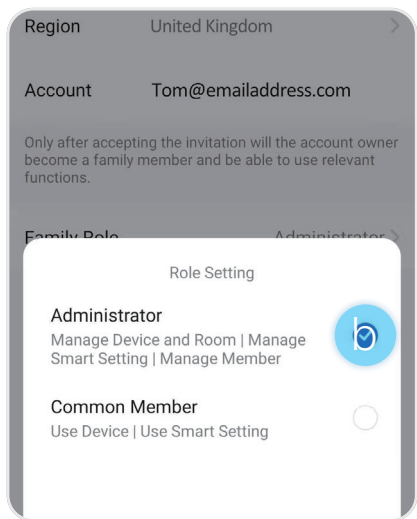 Region United Kingdom >
Account Tom@emailaddress.com
Only after accepting the invitation will the account owner
become a family member and be able to use relevant
functions.
Family Role Administrator >
Role Setting
Administrator
Manage Device and Room | Manage
Smart Setting | Manage Member
b
Common Member
Use Device | Use Smart Setting